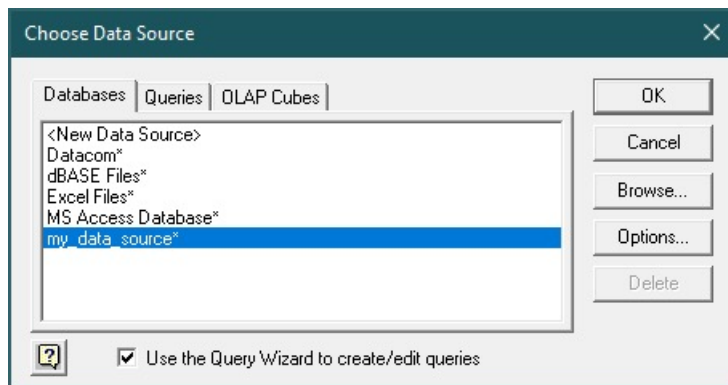 Choose Data Source
Databases Queries OLAP Cubes
<New Data Source>
Datacom*
dBASE Files*
Excel Files*
MS Access Database*
my_data_source*
OK
Cancel
Browse...
Options...
Delete
Use the Query Wizard to create/edit queries